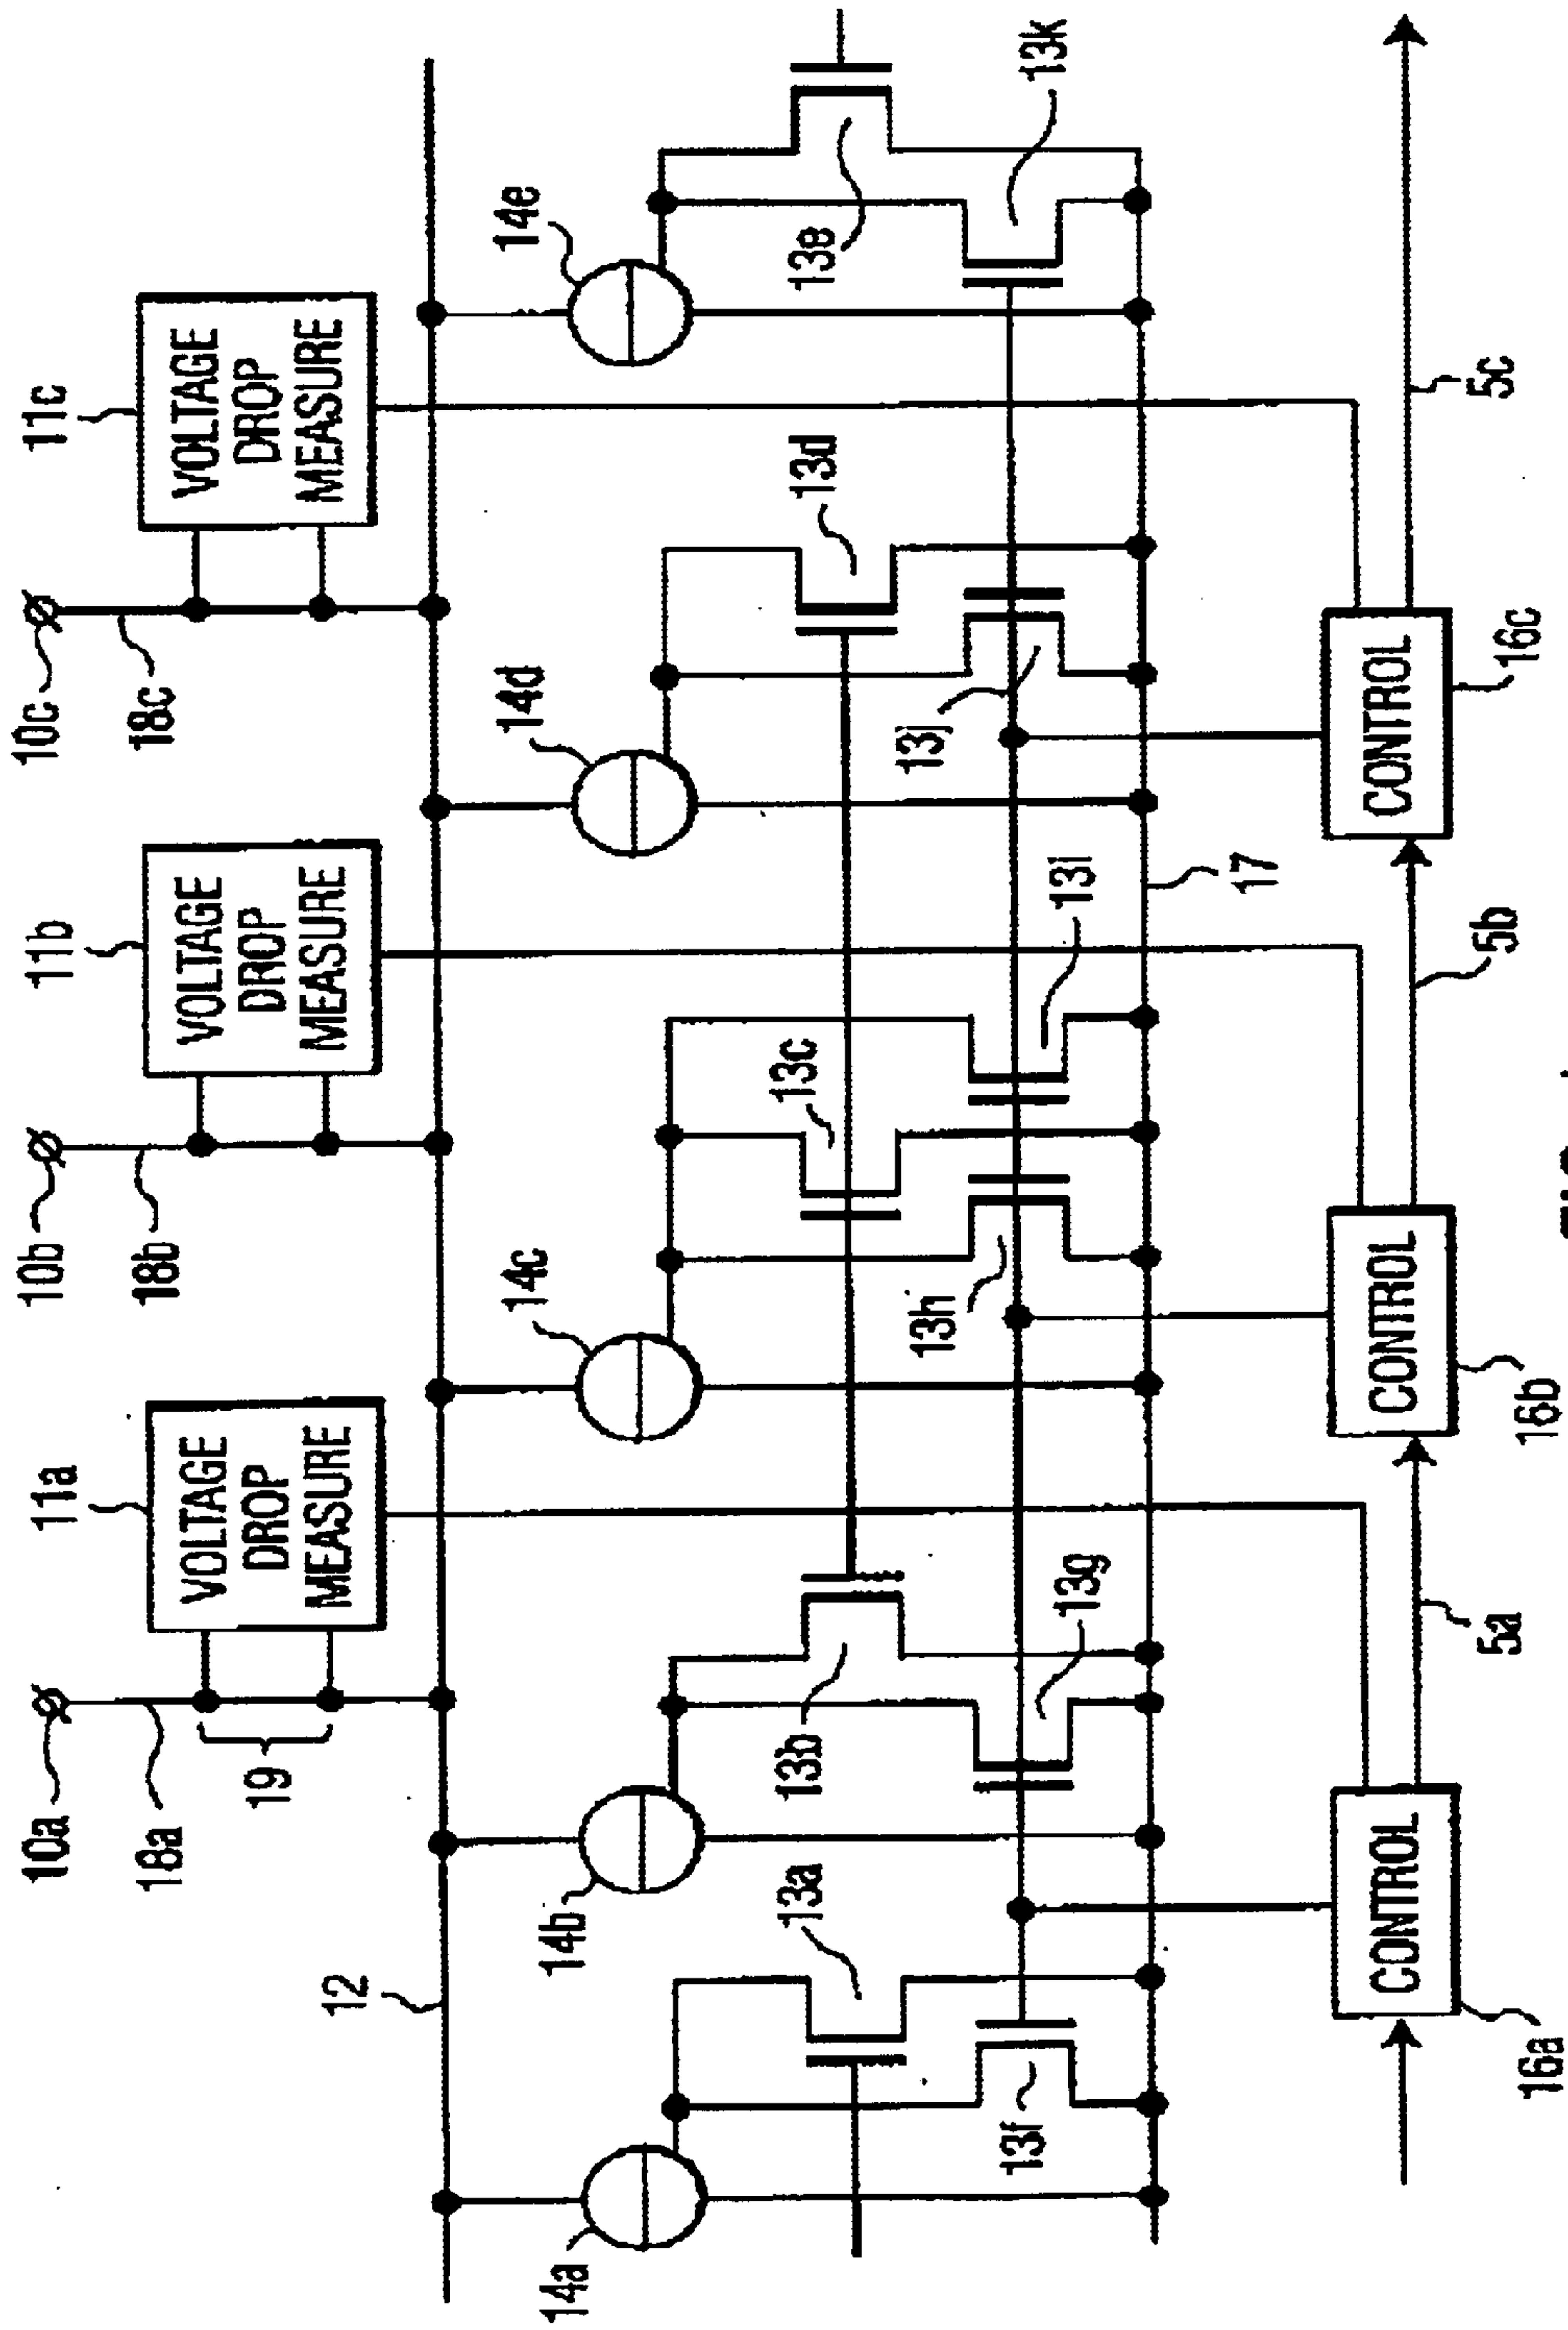 10a
10b
10c
11a
11b
11c
VOLTAGE
DROP
MEASURE
VOLTAGE
DROP
MEASURE
VOLTAGE
DROP
MEASURE
18a
18b
18c
19
12
14a
14b
14c
14d
14e
13a
13b
13c
13d
13e
13f
13g
13h
13i
13j
13k
17
CONTROL
CONTROL
CONTROL
16a
16b
16c
5a
5b
5c